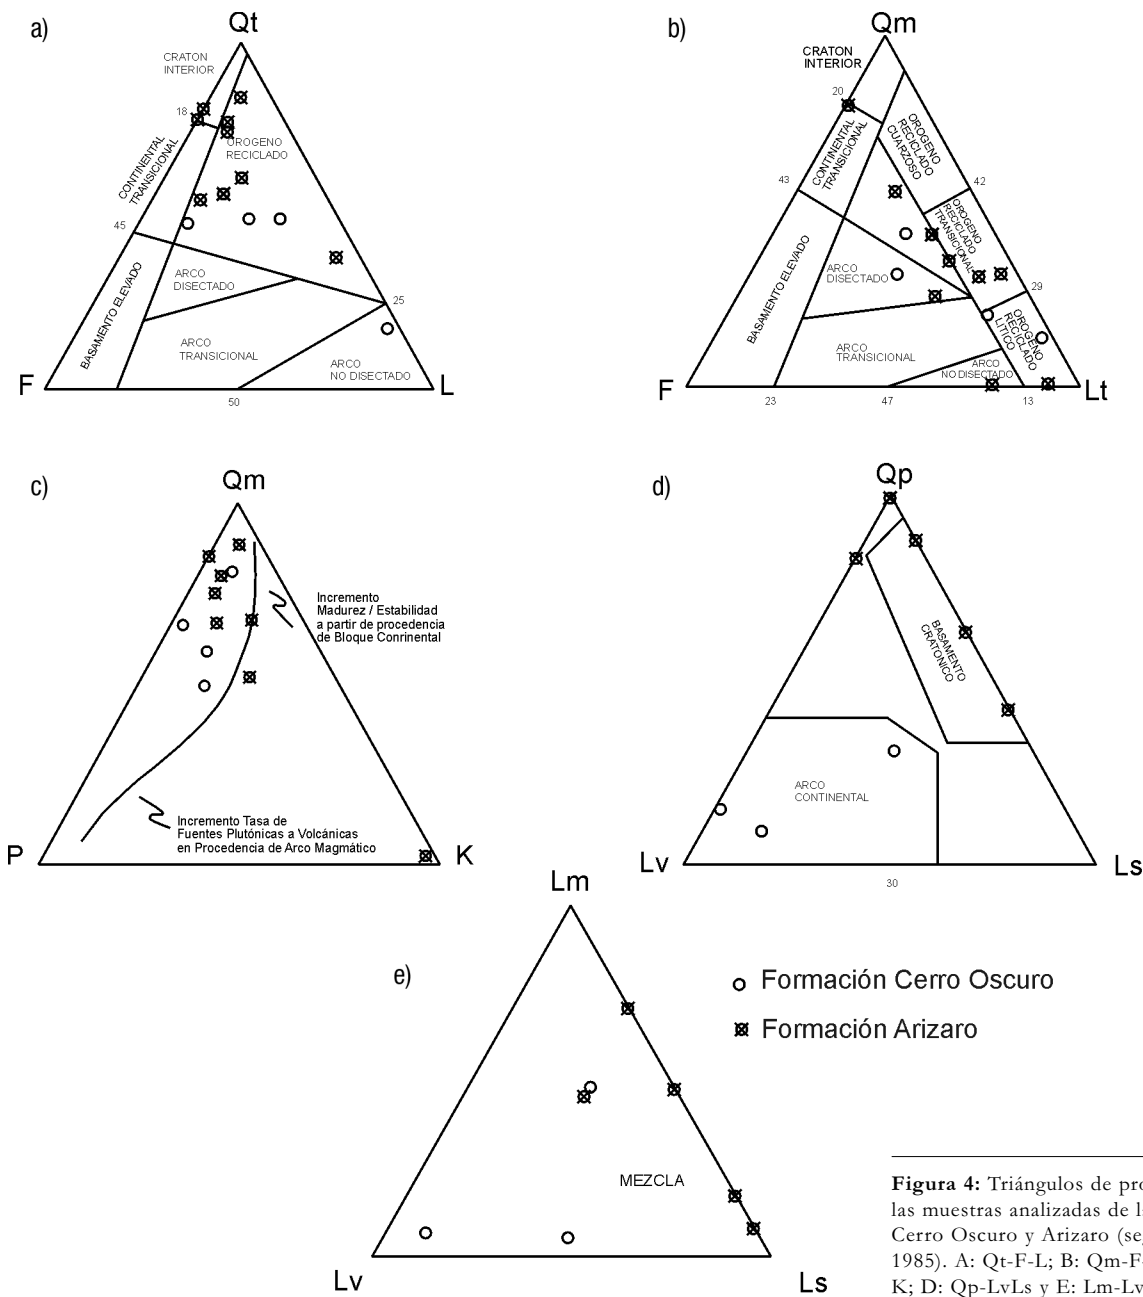 a)
Qt
CRATON
INTERIOR
18
CONTINENTAL
TRANSICIONAL
OROGENO
RECICLADO
45
BASAMENTO ELEVADO
ARCO
DISECTADO
25
ARCO
TRANSICIONAL
ARCO
NO DISECTADO
F
L
50
b)
Qm
CRATON
INTERIOR
20
CONTINENTAL
TRANSICIONAL
OROGENO
RECICLADO
CUARZOSO
43
42
OROGENO
RECICLADO
TRANSICIONAL
BASAMENTO ELEVADO
ARCO
DISECTADO
29
OROGENO
RECICLADO
LITICO
ARCO
TRANSICIONAL
ARCO
NO DISECTADO
F
Lt
23
47
13
c)
Qm
Incremento
Madurez / Estabilidad
a partir de procedencia
de Bloque Conrinental
Incremento Tasa de
Fuentes Plutónicas a Volcánicas
en Procedencia de Arco Magmático
P
K
d)
Qp
BASAMENTO
CRATONICO
ARCO
CONTINENTAL
Lv
Ls
30
e)
Lm
MEZCLA
Lv
Ls
Formación Cerro Oscuro
Formación Arizaro
Figura 4: Triángulos de
las muestras analizadas de
Cerro Oscuro y Arizaro
1985). A: Qt-F-L; B: Qm-F-
K; D: Qp-LvLs y E: Lm-Lv